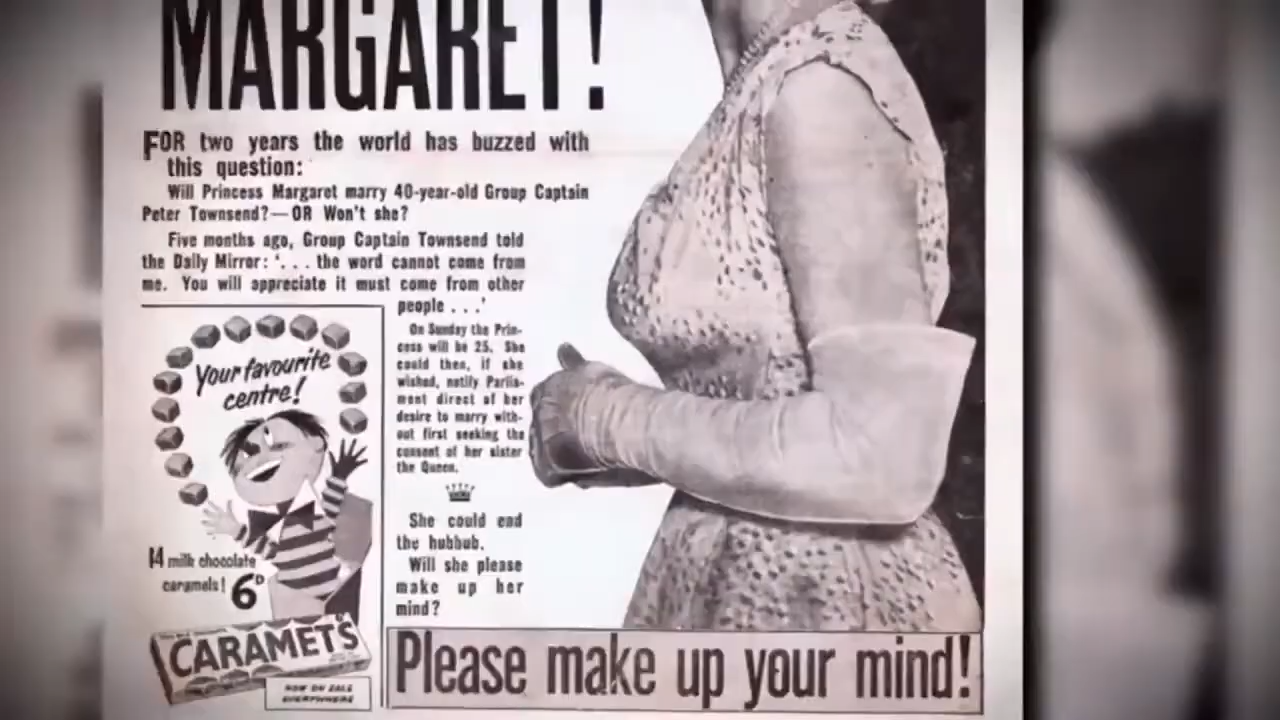 MARGARET!
FOR two years the world has buzzed with
this question:
Will Princess Margaret marry 40-year-old Group Captain
Peter Townsend?—OR Won't she?
Five months ago, Group Captain Townsend told
the Daily Mirror: '. . . the word cannot come from
me. You will appreciate it must come from other
people . . .'
On Sunday the Prin-
cess will be 25. She
could then, if she
wished, notify Parlia-
ment direct of her
desire to marry with-
out first seeking the
consent of her sister
the Queen.
She could end
the hubbub.
Will she please
make up her
mind?
Please make up your mind!
Your favourite
centre!
14 milk chocolate
caramels! 6D
CARAMETS
NOW ON SALE
EVERYWHERE